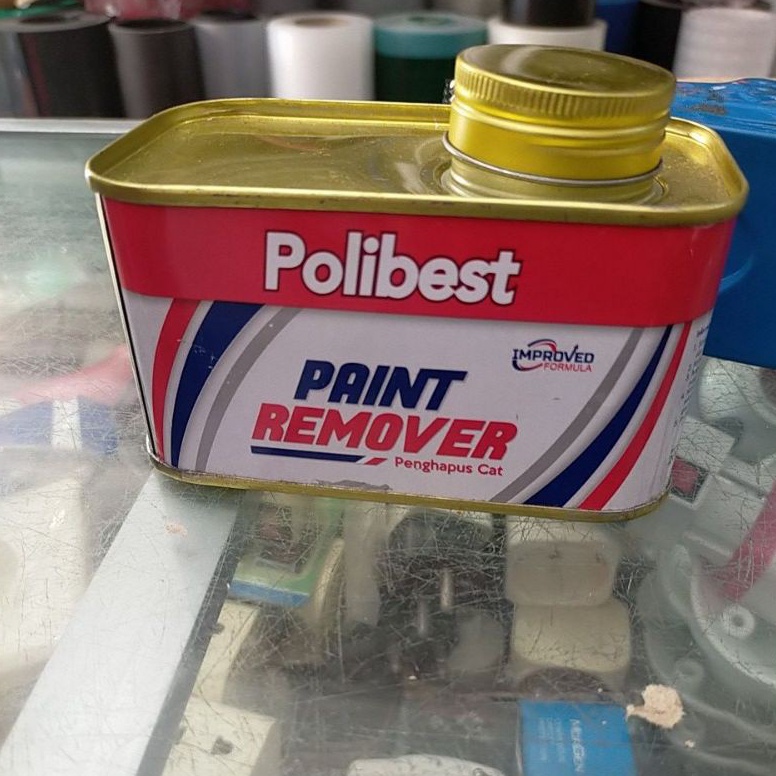 Polibest
IMPROVED
FORMULA
PAINT
REMOVER
Penghapus Cat